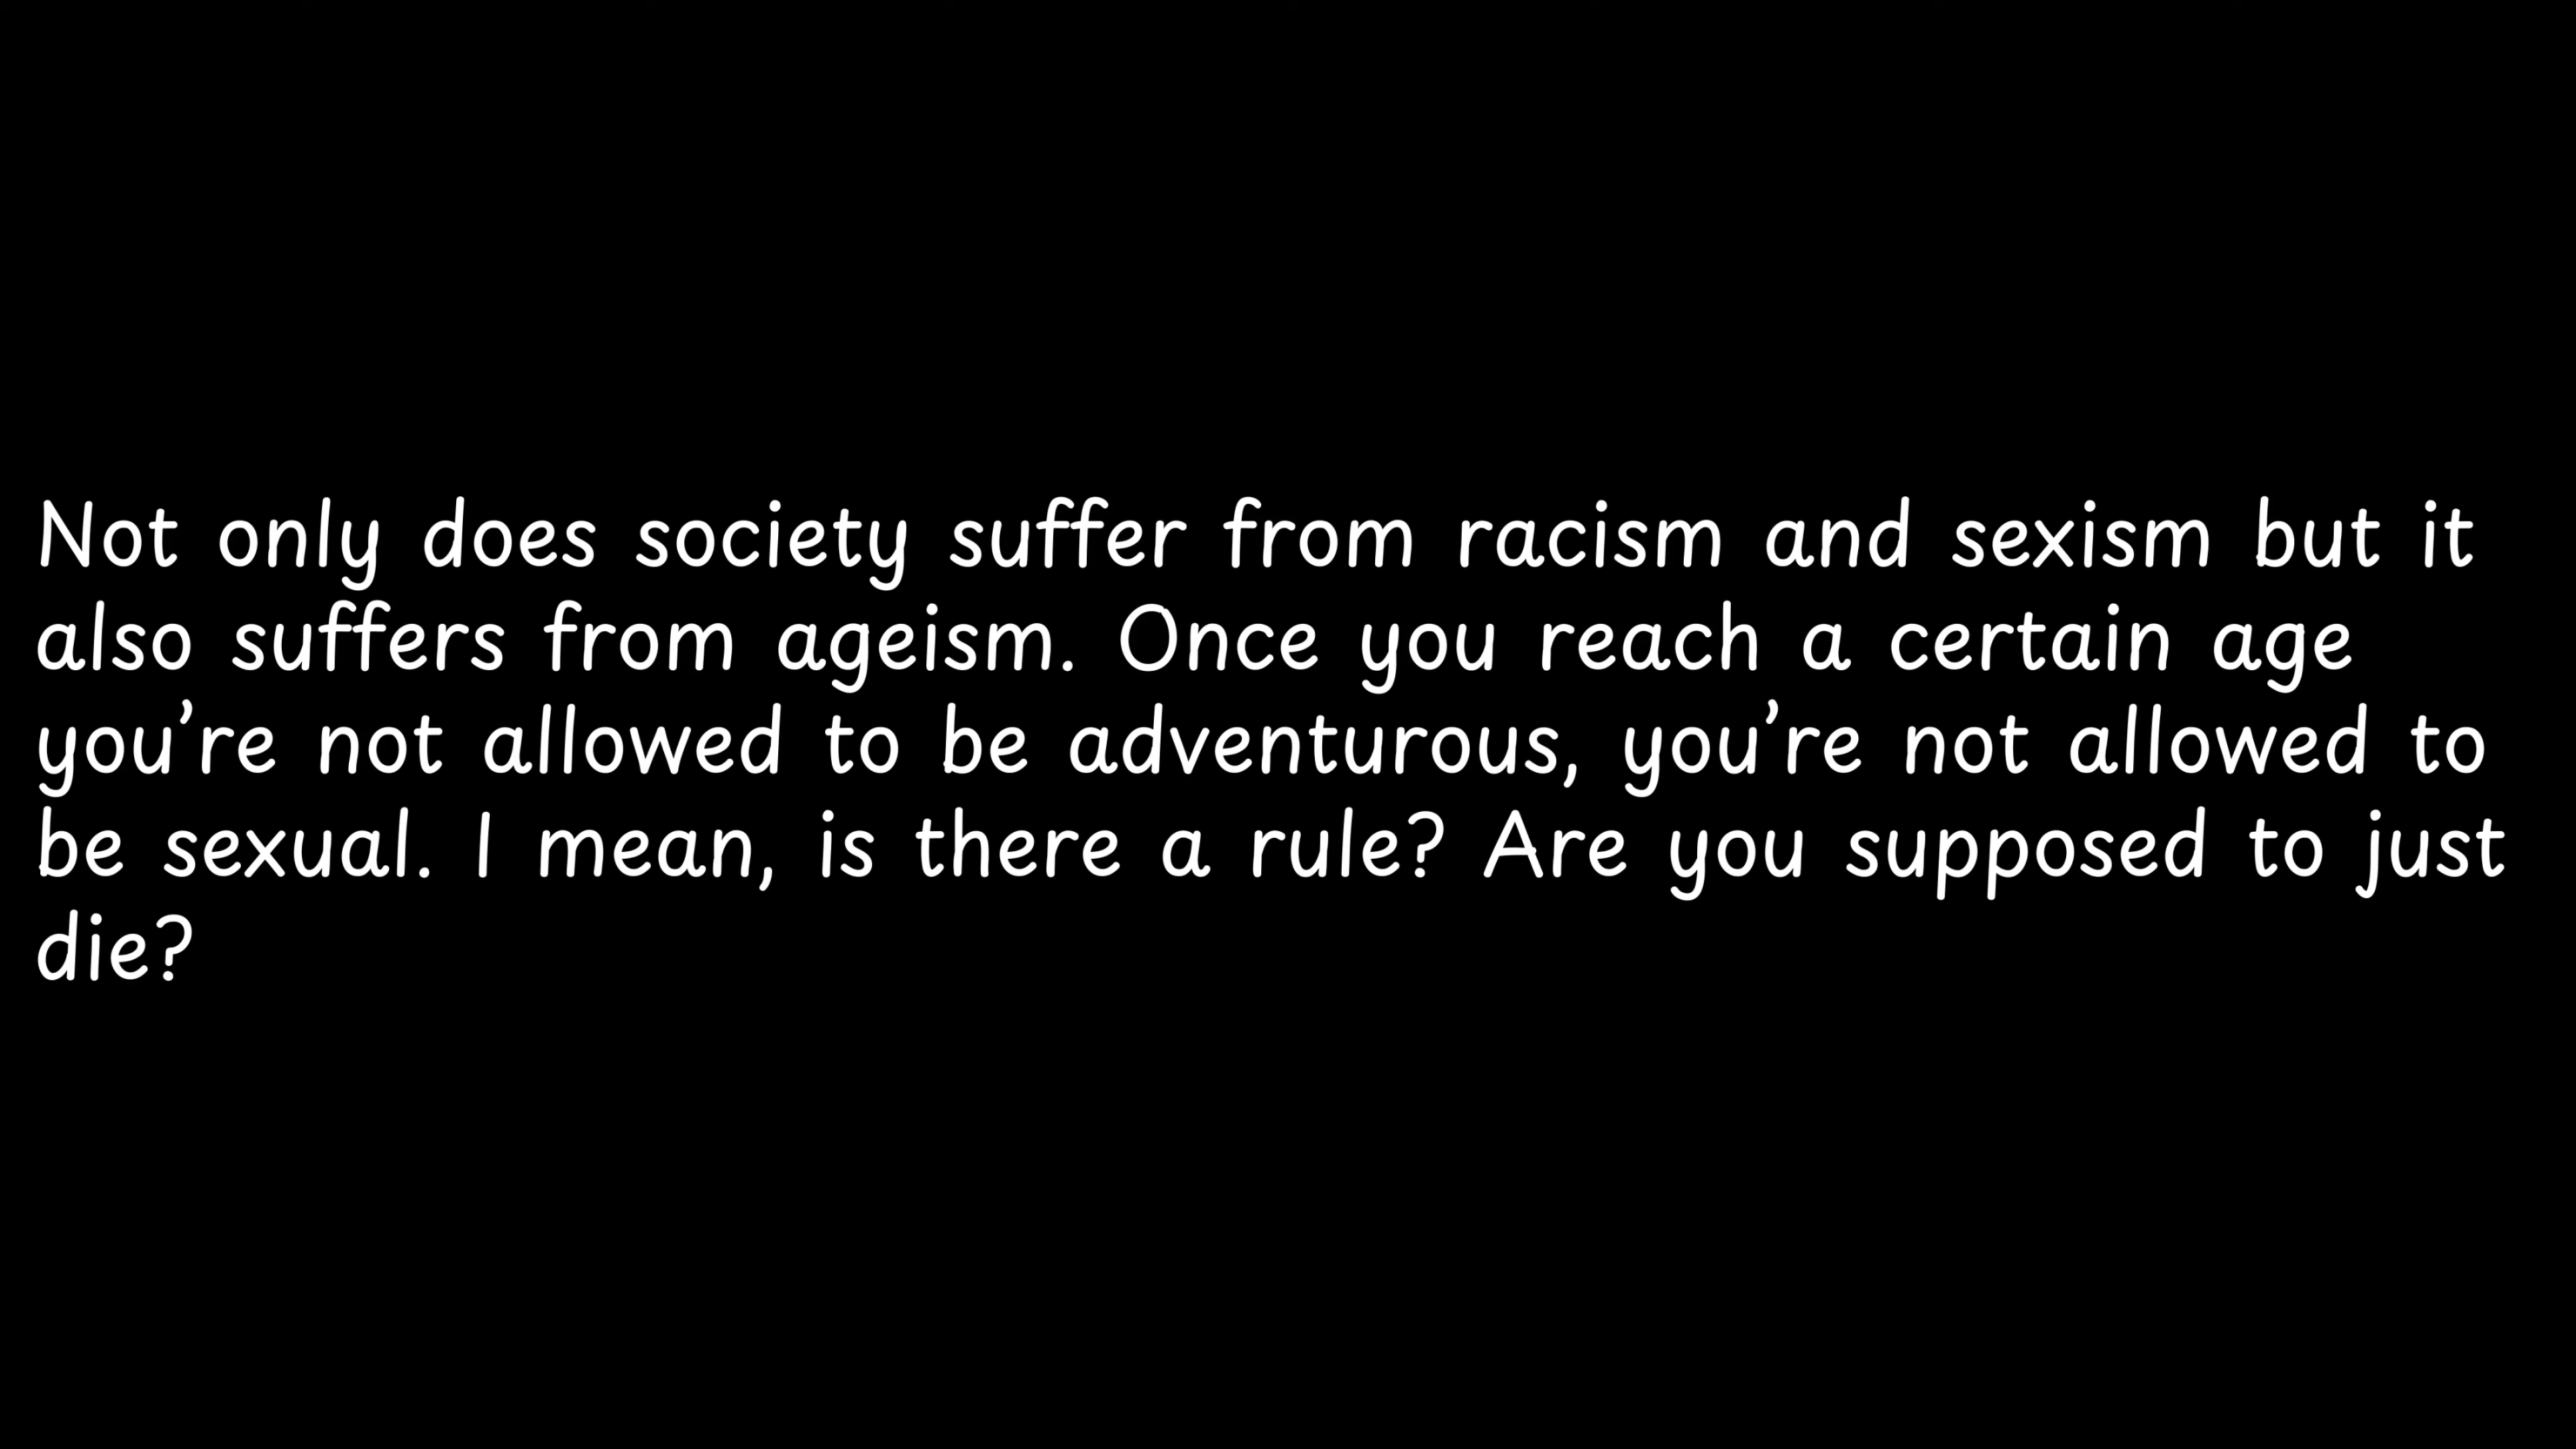 Not only does society suffer from racism and sexism but it
also suffers from ageism. Once you reach a certain age
you’re not allowed to be adventurous, you’re not allowed to
be sexual. I mean, is there a rule? Are you supposed to just
die?